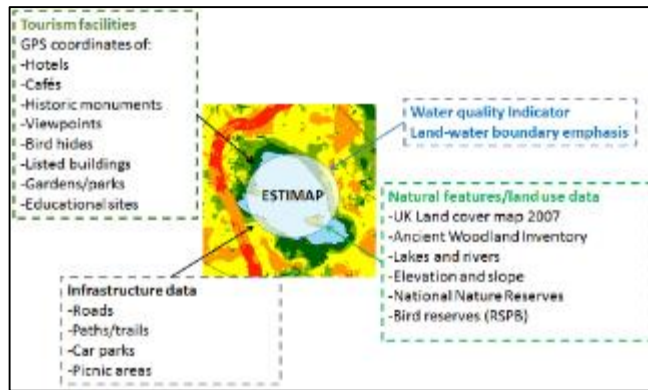 Tourism facilities
GPS coordinates of:
-Hotels
-Cafés
-Historic monuments
-Viewpoints
-Bird hides
-Listed buildings
-Gardens/parks
-Educational sites
Water quality Indicator
Land-water boundary emphasis
ESTIMAP
Natural features/land use data
-UK Land cover map 2007
-Ancient Woodland Inventory
-Lakes and rivers
-Elevation and slope
-National Nature Reserves
-Bird reserves (RSPB)
Infrastructure data
-Roads
-Paths/trails
-Car parks
-Picnic areas